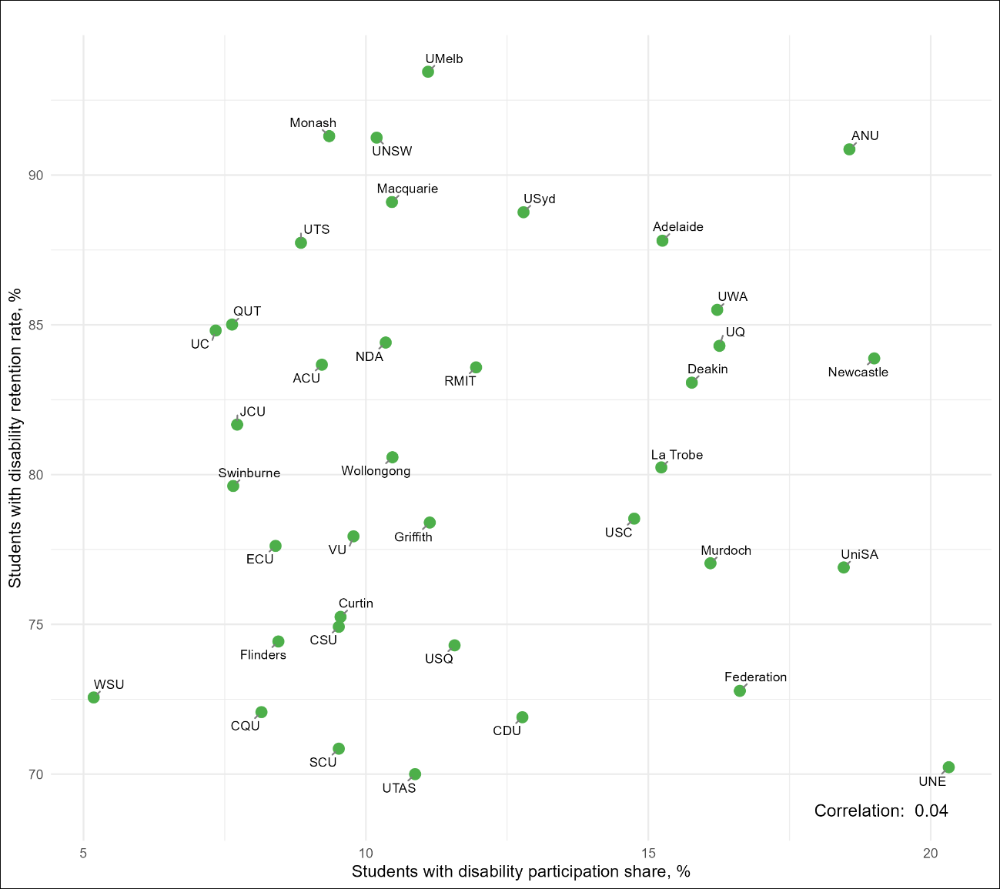 UMelb
Monash
ANU
UNSW
90
Macquarie
USyd
UTS
Adelaide
UWA
QUT
85
UC
UQ
NDA
Deakin
Newcastle
ACU
RMIT
JCU
La Trobe
Swinburne
80
Wollongong
USC
Griffith
VU
Murdoch
UniSA
ECU
Curtin
75
CSU
Flinders
USQ
Federation
WSU
CQU
CDU
SCU
70
UNE
UTAS
Correlation: 0.04
5 10 15 20
Students with disability participation share, %
Students with disability retention rate, %